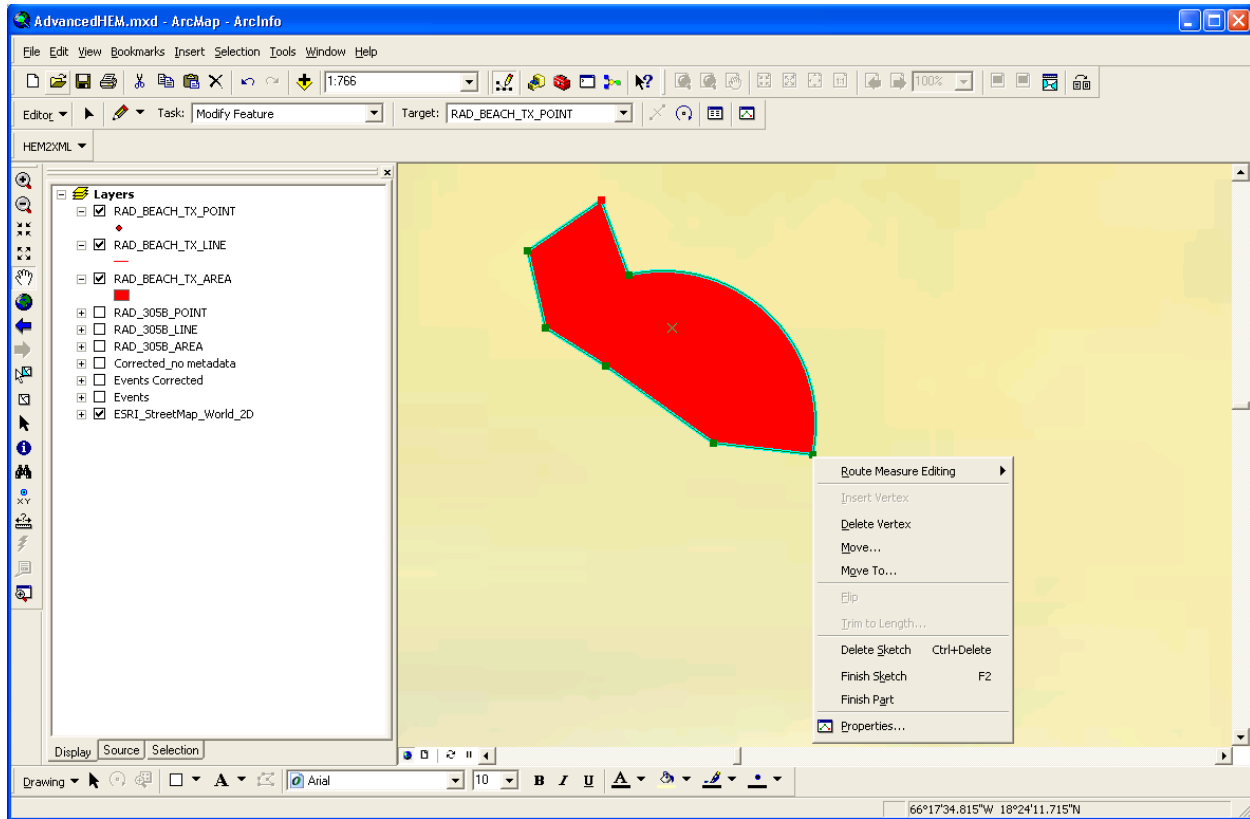 AdvancedHEM.mxd - ArcMap - ArcInfo
File Edit View Bookmarks Insert Selection Tools Window Help
1:766 100%
Editor Task: Modify Feature Target: RAD_BEACH_TX_POINT
HEM2XML
Layers
RAD_BEACH_TX_POINT
RAD_BEACH_TX_LINE
RAD_BEACH_TX_AREA
RAD_305B_POINT
RAD_305B_LINE
RAD_305B_AREA
Corrected_no metadata
Events Corrected
Events
ESRI_StreetMap_World_2D
Route Measure Editing
Insert Vertex
Delete Vertex
Move...
Move To...
Flip
Trim to Length...
Delete Sketch Ctrl+Delete
Finish Sketch F2
Finish Part
Properties...
Display Source Selection
Drawing A Arial 10 B I U A
66°17'34.815"W 18°24'11.715"N